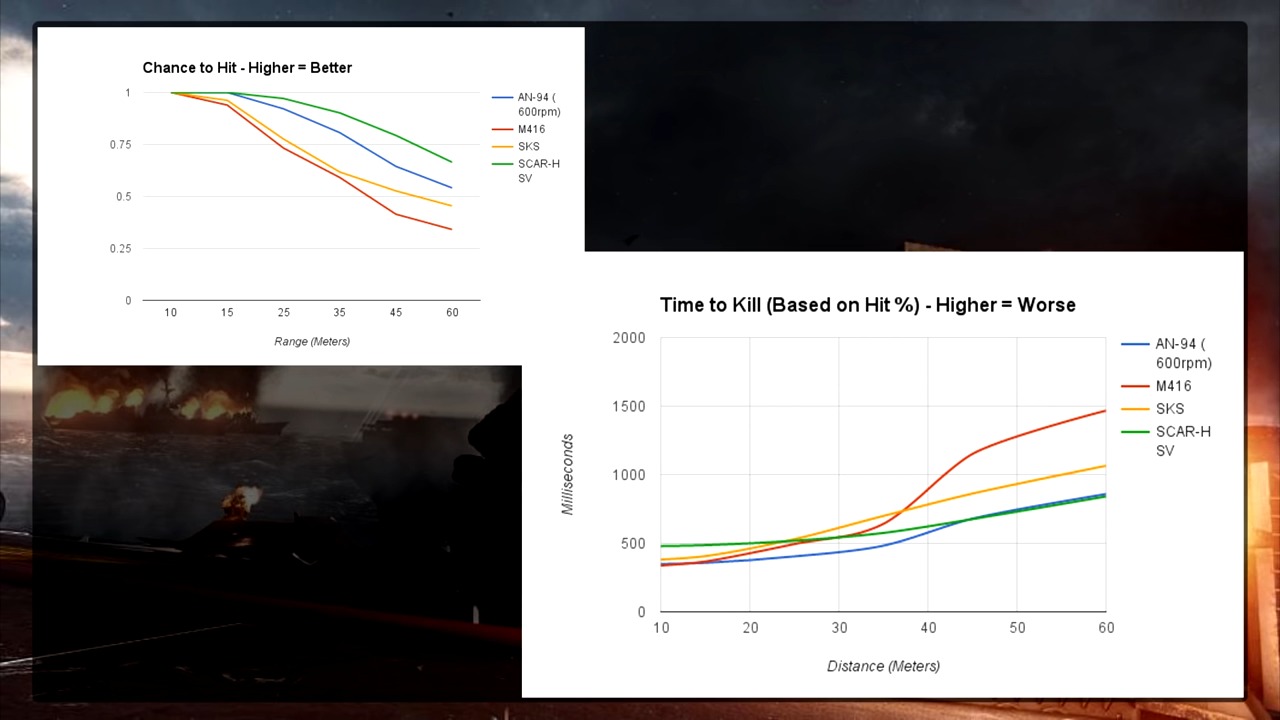 Chance to Hit - Higher = Better
1
0.75
0.5
0.25
0
10 15 25 35 45 60
Range (Meters)
AN-94 (
600rpm)
M416
SKS
SCAR-H
SV
Time to Kill (Based on Hit %) - Higher = Worse
2000
1500
1000
500
0
Milliseconds
10 20 30 40 50 60
Distance (Meters)
AN-94 (
600rpm)
M416
SKS
SCAR-H
SV